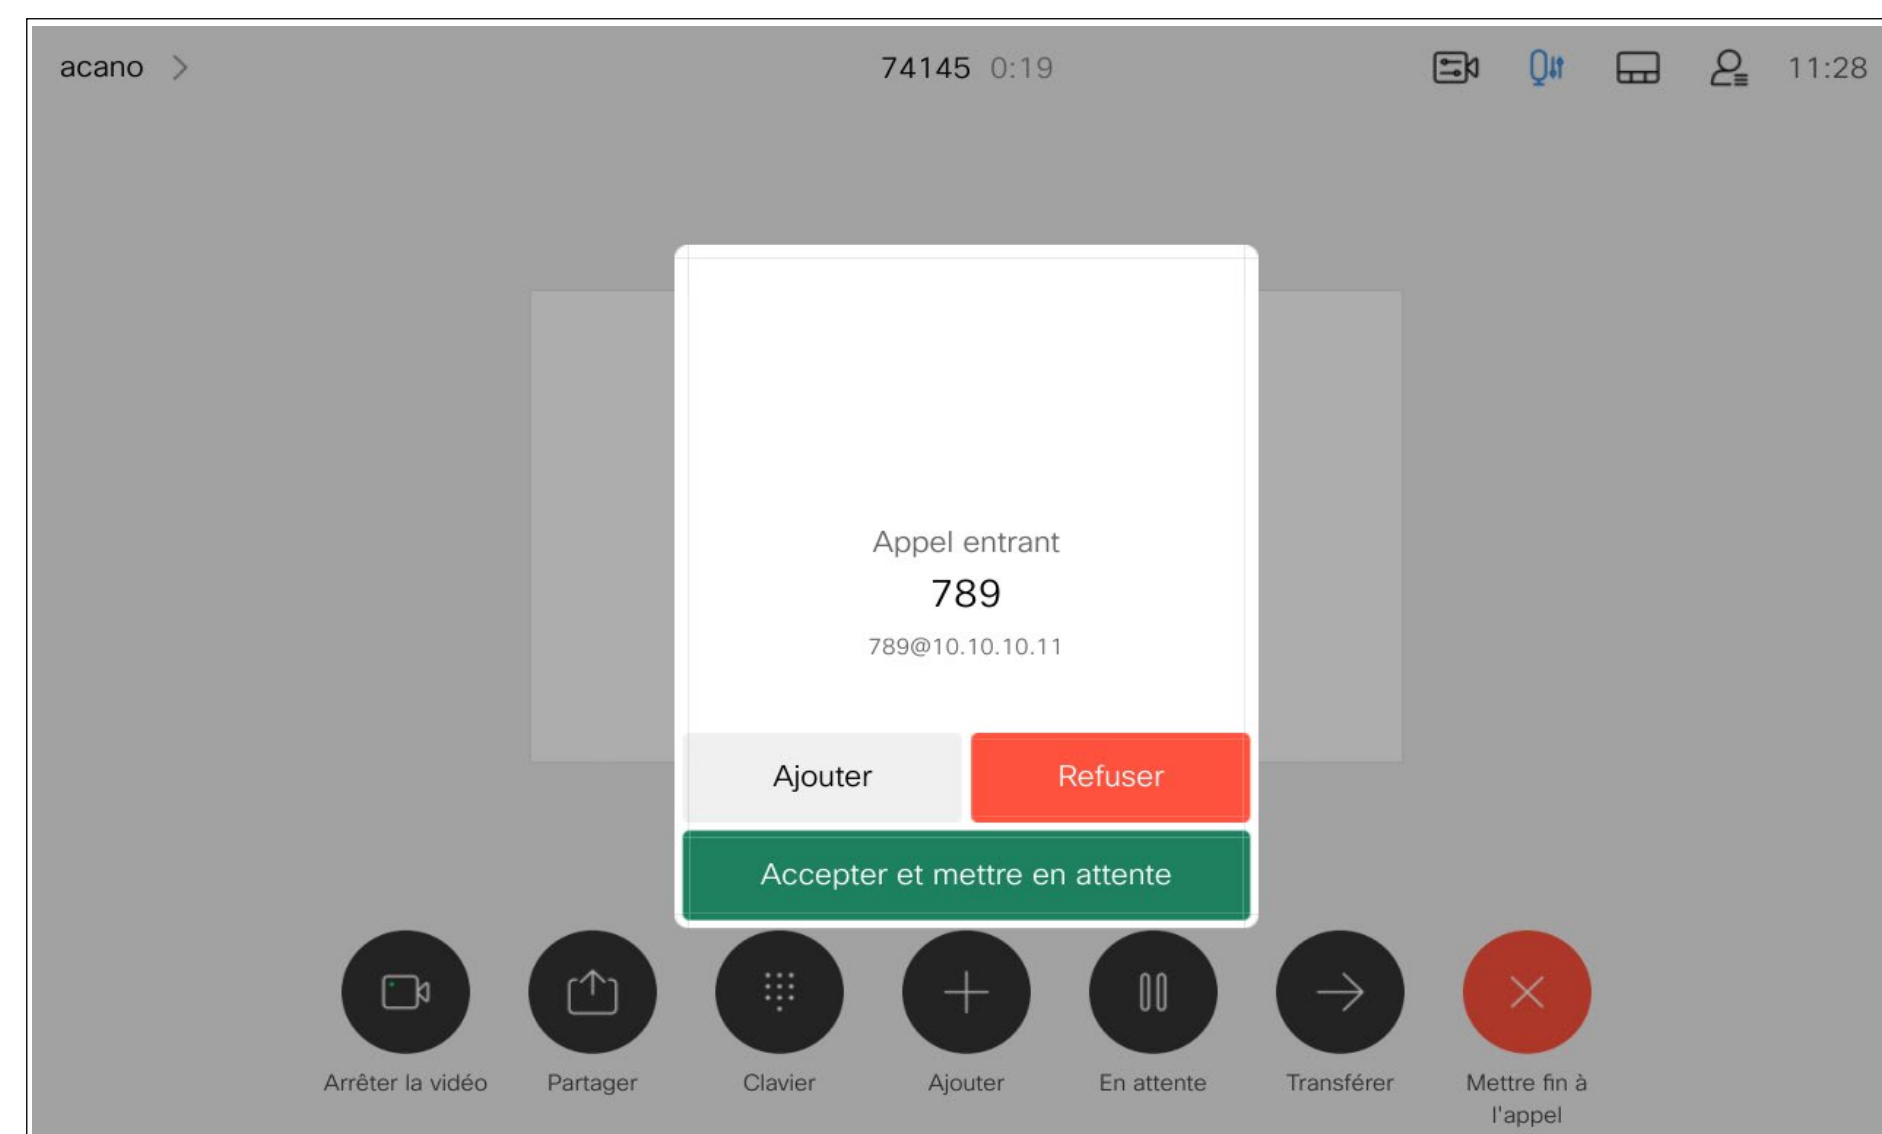 acano
74145 0:19
11:28
Appel entrant
789
789@10.10.10.11
Ajouter
Refuser
Accepter et mettre en attente
Arrêter la vidéo
Partager
Clavier
Ajouter
En attente
Transférer
Mettre fin à
l'appel